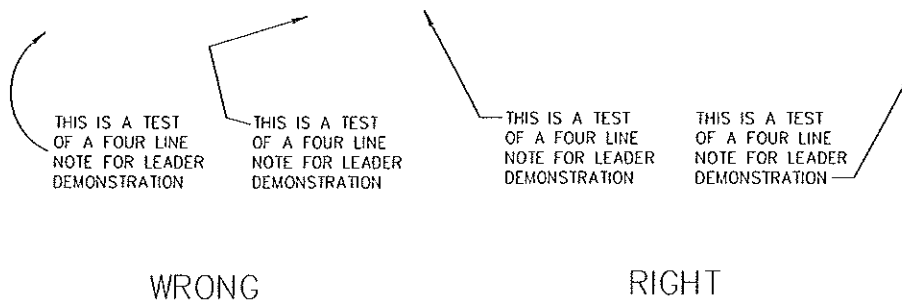 THIS IS A TEST
OF A FOUR LINE
NOTE FOR LEADER
DEMONSTRATION
THIS IS A TEST
OF A FOUR LINE
NOTE FOR LEADER
DEMONSTRATION
THIS IS A TEST
OF A FOUR LINE
NOTE FOR LEADER
DEMONSTRATION
THIS IS A TEST
OF A FOUR LINE
NOTE FOR LEADER
DEMONSTRATION
WRONG
RIGHT